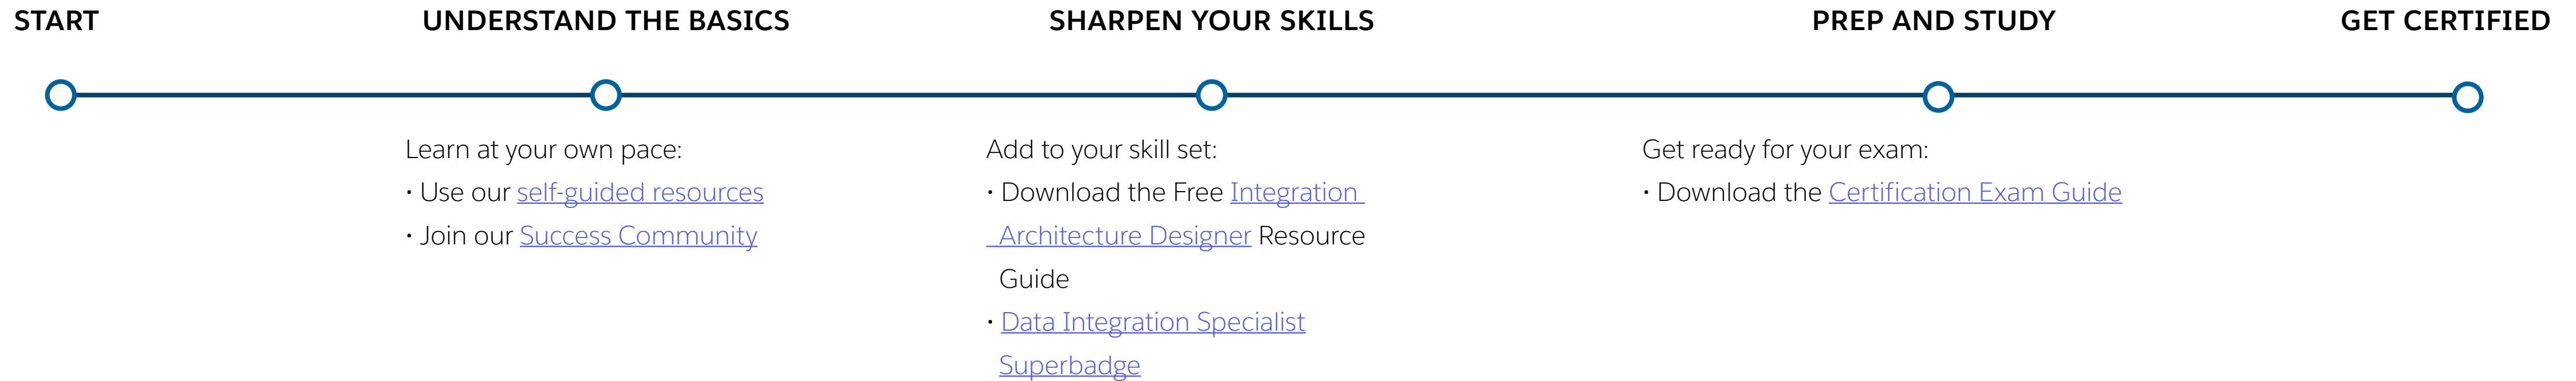 START
UNDERSTAND THE BASICS
SHARPEN YOUR SKILLS
PREP AND STUDY
GET CERTIFIED
Learn at your own pace:
· Use our self-guided resources
· Join our Success Community
Add to your skill set:
· Download the Free Integration
Architecture Designer Resource
Guide
· Data Integration Specialist
Superbadge
Get ready for your exam:
· Download the Certification Exam Guide